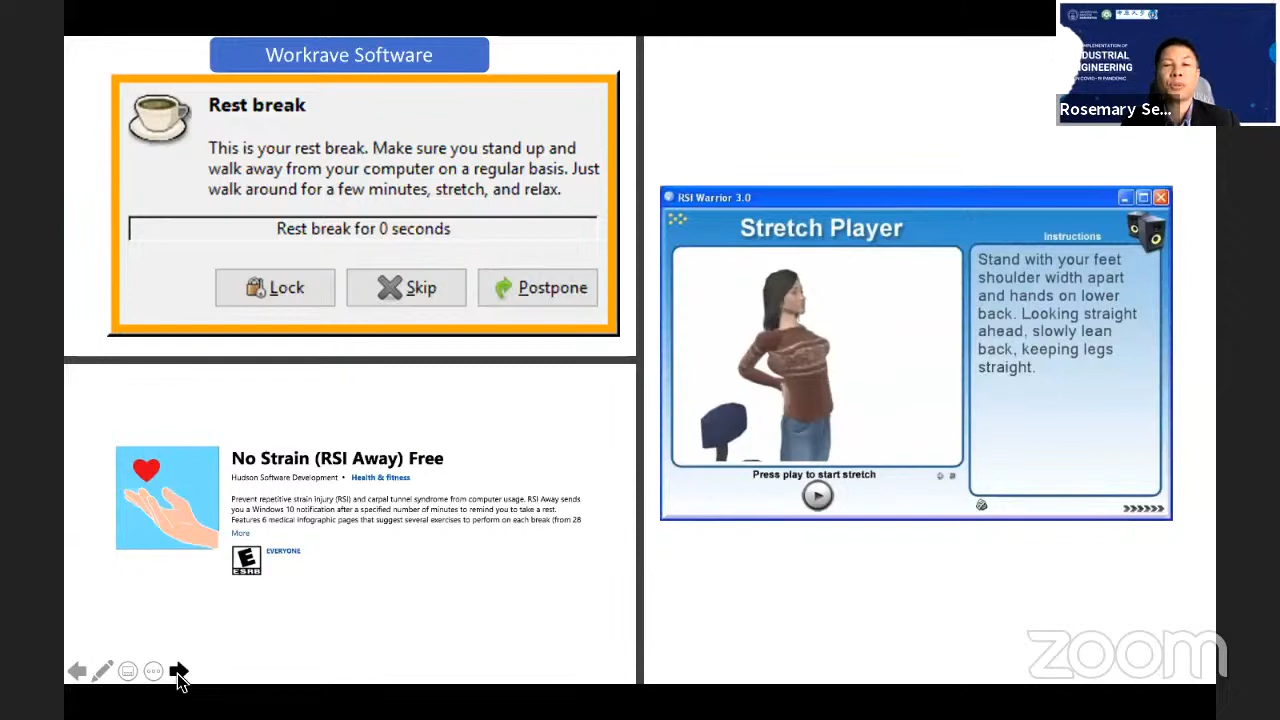 Workrave Software
Rest break
This is your rest break. Make sure you stand up and
walk away from your computer on a regular basis. Just
walk around for a few minutes, stretch, and relax.
Rest break for 0 seconds
Lock
Skip
Postpone
No Strain (RSI Away) Free
Hudson Software Development • Health & fitness
Prevent repetitive strain injury (RSI) and carpal tunnel syndrome from computer usage. RSI Away sends
you a Windows 10 notification after a specified number of minutes to remind you to take a rest.
Features 6 medical infographic pages that suggest several exercises to perform on each break (from 28
More
E
ESRB
EVERYONE
RSI Warrior 3.0
Stretch Player
Instructions
Stand with your feet
shoulder width apart
and hands on lower
back. Looking straight
ahead, slowly lean
back, keeping legs
straight.
Press play to start stretch
INDUSTRIAL
ENGINEERING
COVID-19 PANDEMIC
Rosemary Se...
zoom